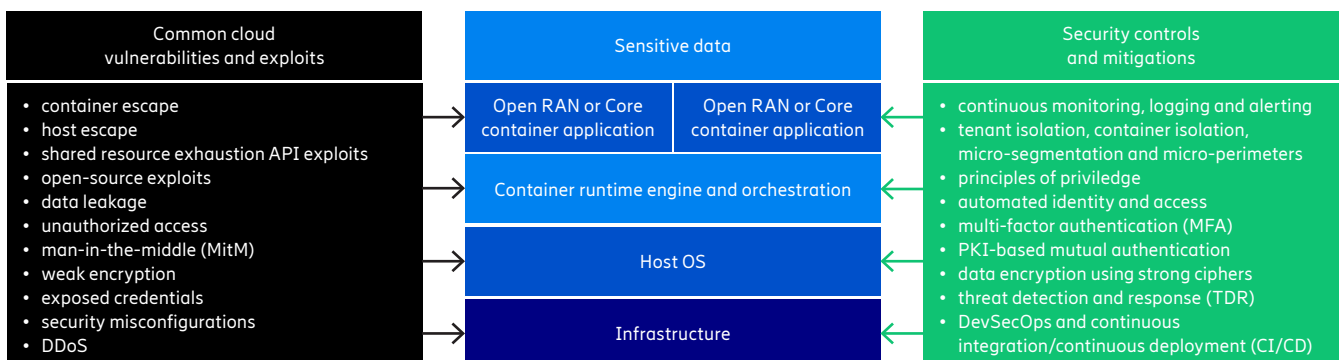 Common cloud
vulnerabilities and exploits
• container escape
• host escape
• shared resource exhaustion API exploits
• open-source exploits
• data leakage
• unauthorized access
• man-in-the-middle (MitM)
• weak encryption
• exposed credentials
• security misconfigurations
• DDoS
Sensitive data
Open RAN or Core
container application
Open RAN or Core
container application
Container runtime engine and orchestration
Host OS
Infrastructure
Security controls
and mitigations
• continuous monitoring, logging and alerting
• tenant isolation, container isolation,
micro-segmentation and micro-perimeters
• principles of priviledge
• automated identity and access
• multi-factor authentication (MFA)
• PKI-based mutual authentication
• data encryption using strong ciphers
• threat detection and response (TDR)
• DevSecOps and continuous
integration/continuous deployment (CI/CD)